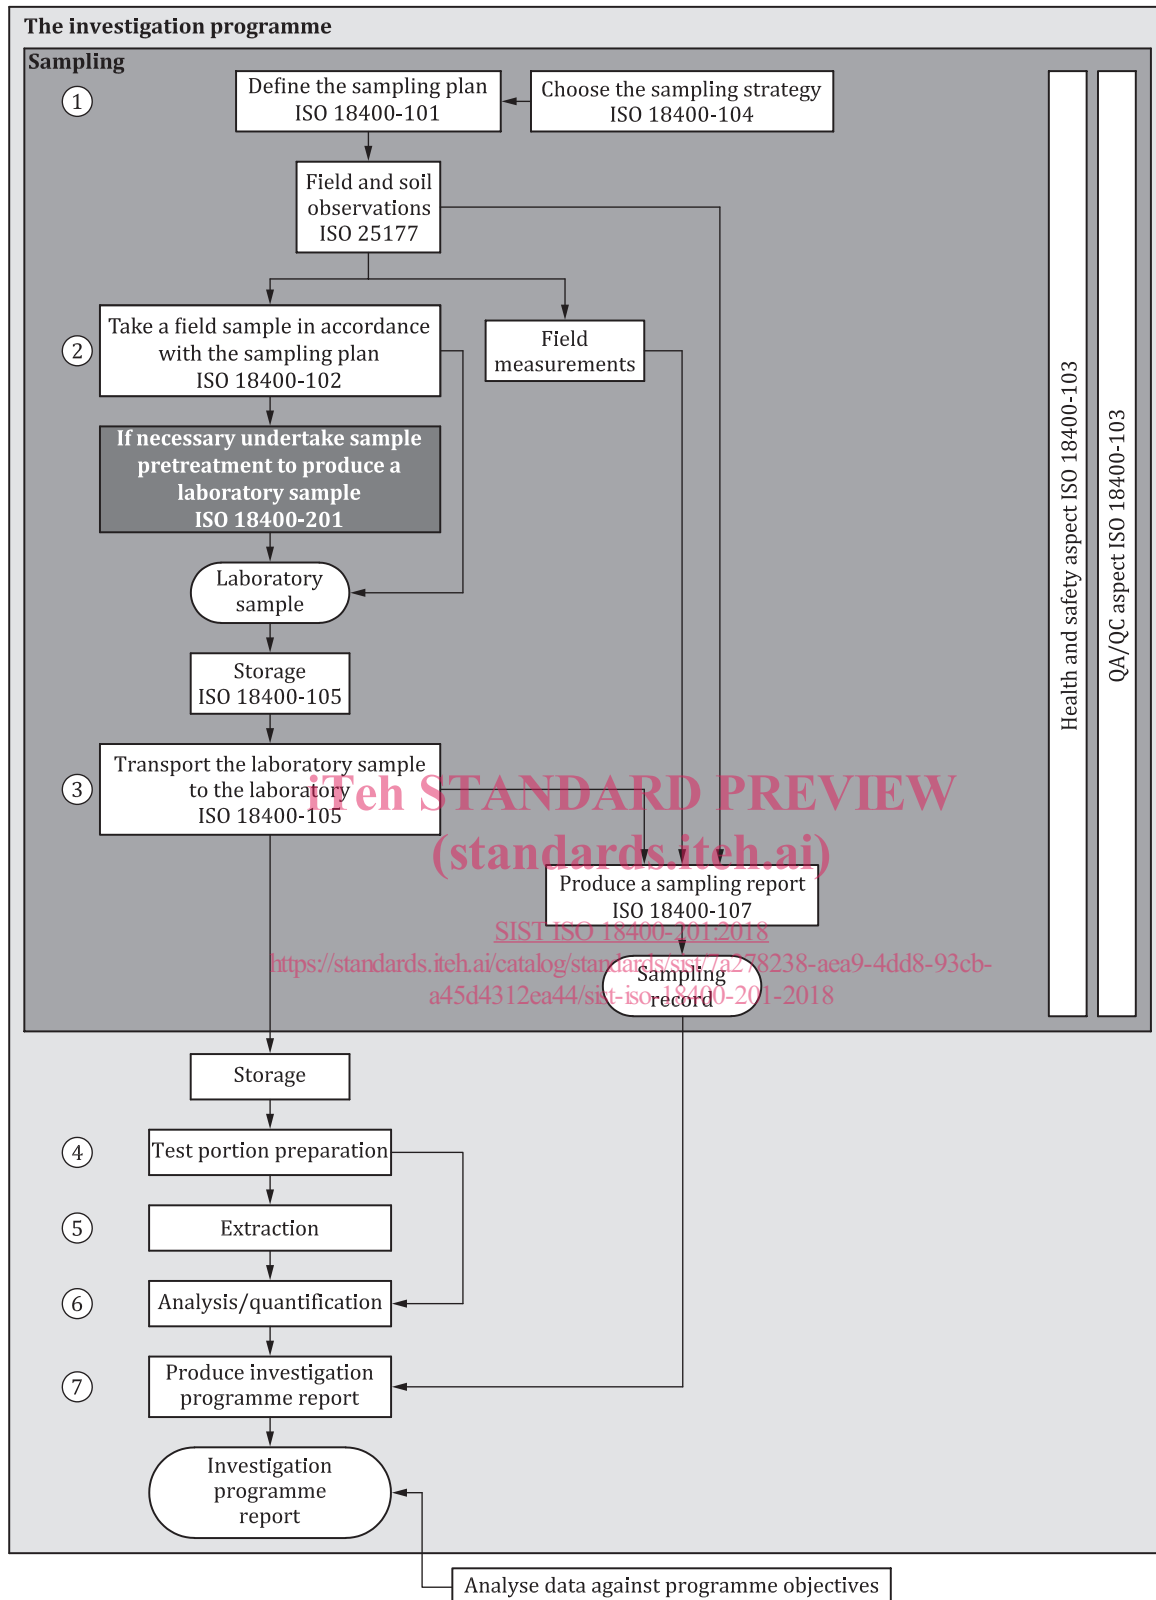 The investigation programme
Sampling
1
Define the sampling plan
ISO 18400-101
Choose the sampling strategy
ISO 18400-104
Field and soil
observations
ISO 25177
2
Take a field sample in accordance
with the sampling plan
ISO 18400-102
Field
measurements
If necessary undertake sample
pretreatment to produce a
laboratory sample
ISO 18400-201
Laboratory
sample
Storage
ISO 18400-105
3
Transport the laboratory sample
to the laboratory
ISO 18400-105
iTeh STANDARD PREVIEW
(standards.iteh.ai)
Produce a sampling report
ISO 18400-107
SIST ISO 18400-201:2018
https://standards.iteh.ai/catalog/standards/sist/7a278238-aea9-4dd8-93cb-
a45d4312ea44/sist-iso-18400-201-2018
Sampling
record
Health and safety aspect ISO 18400-103
QA/QC aspect ISO 18400-103
Storage
4
Test portion preparation
5
Extraction
6
Analysis/quantification
7
Produce investigation
programme report
Investigation
programme
report
Analyse data against programme objectives